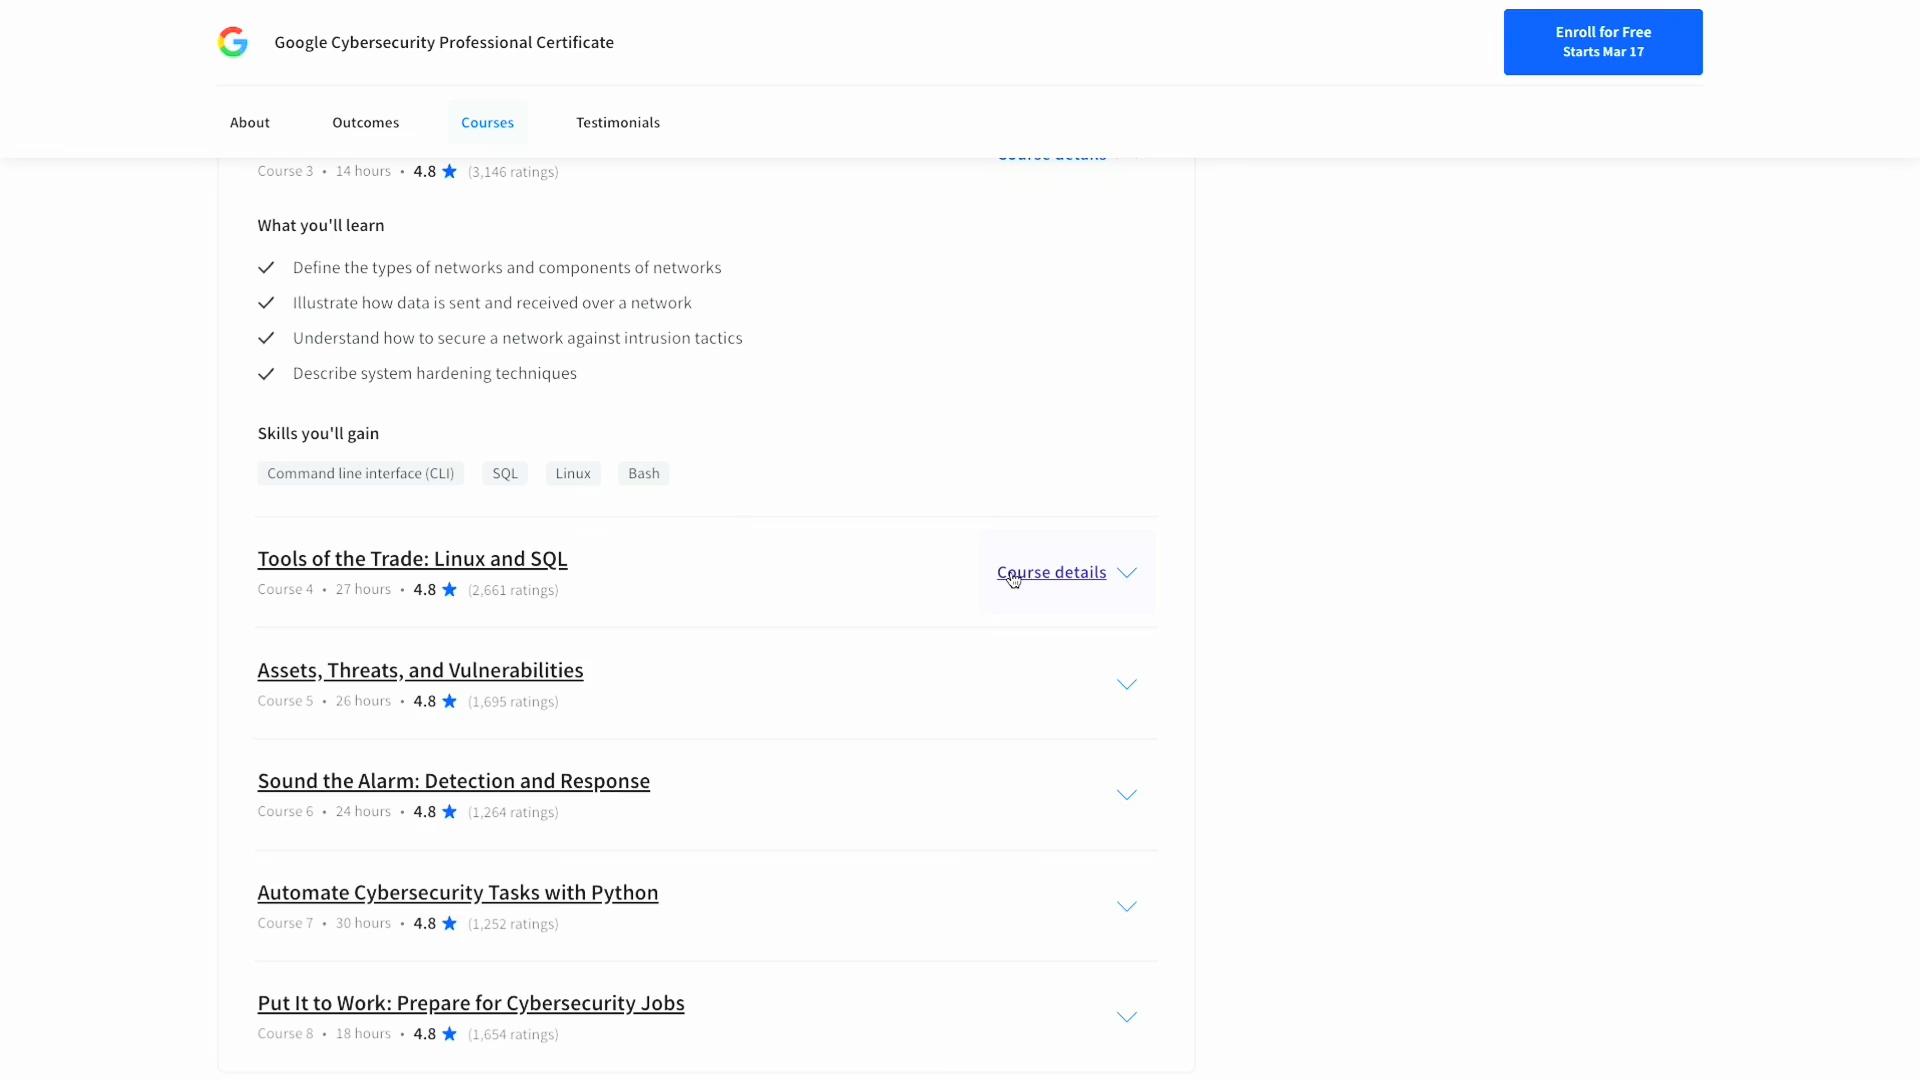 Google Cybersecurity Professional Certificate
Enroll for Free
Starts Mar 17
About
Outcomes
Courses
Testimonials
Course details
Course 3 • 14 hours • 4.8 ★ (3,146 ratings)
What you'll learn
Define the types of networks and components of networks
Illustrate how data is sent and received over a network
Understand how to secure a network against intrusion tactics
Describe system hardening techniques
Skills you'll gain
Command line interface (CLI)
SQL
Linux
Bash
Tools of the Trade: Linux and SQL
Course 4 • 27 hours • 4.8 ★ (2,661 ratings)
Course details
Assets, Threats, and Vulnerabilities
Course 5 • 26 hours • 4.8 ★ (1,695 ratings)
Sound the Alarm: Detection and Response
Course 6 • 24 hours • 4.8 ★ (1,264 ratings)
Automate Cybersecurity Tasks with Python
Course 7 • 30 hours • 4.8 ★ (1,252 ratings)
Put It to Work: Prepare for Cybersecurity Jobs
Course 8 • 18 hours • 4.8 ★ (1,654 ratings)